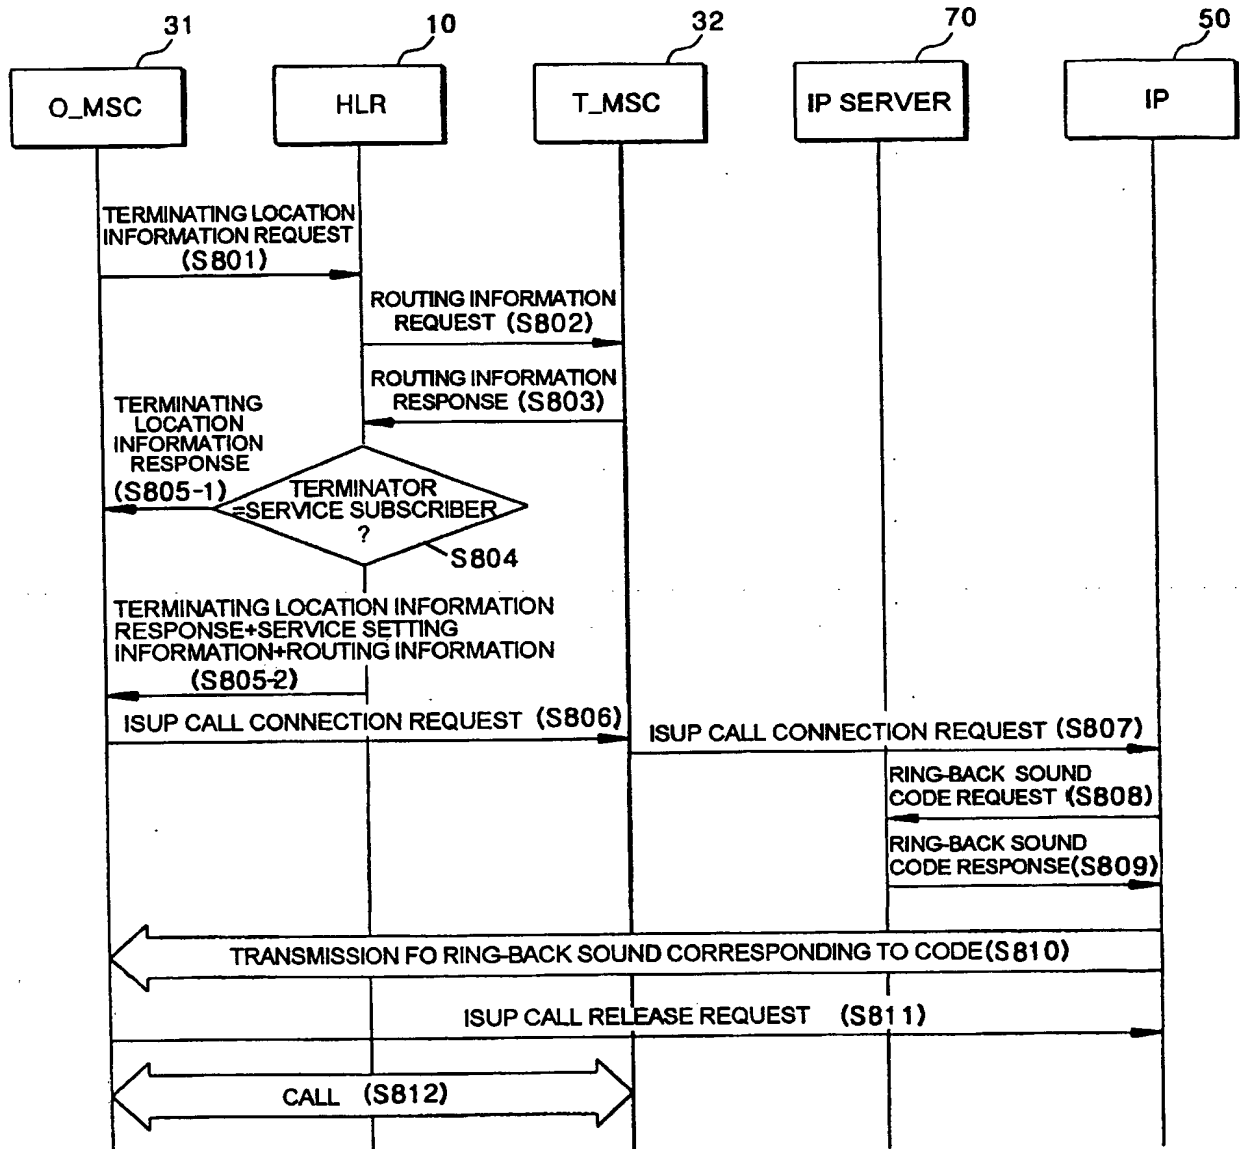 31
10
32
70
50
O_MSC
HLR
T_MSC
IP SERVER
IP
TERMINATING LOCATION
INFORMATION REQUEST
(S801)
ROUTING INFORMATION
REQUEST (S802)
ROUTING INFORMATION
RESPONSE (S803)
TERMINATING
LOCATION
INFORMATION
RESPONSE
(S805-1)
TERMINATOR
=SERVICE SUBSCRIBER
?
S804
TERMINATING LOCATION INFORMATION
RESPONSE+SERVICE SETTING
INFORMATION+ROUTING INFORMATION
(S805-2)
ISUP CALL CONNECTION REQUEST (S806)
ISUP CALL CONNECTION REQUEST (S807)
RING-BACK SOUND
CODE REQUEST (S808)
RING-BACK SOUND
CODE RESPONSE(S809)
TRANSMISSION FO RING-BACK SOUND CORRESPONDING TO CODE(S810)
ISUP CALL RELEASE REQUEST (S811)
CALL (S812)